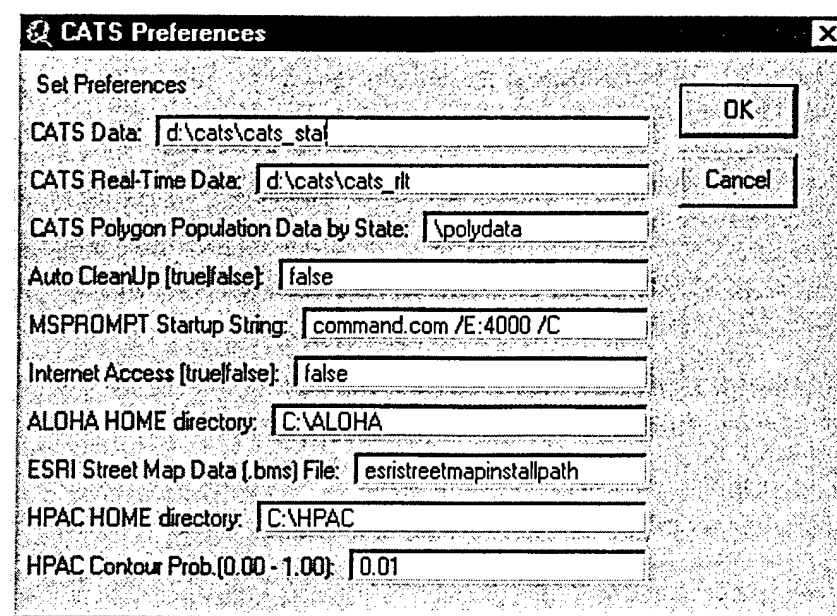 CATS Preferences
Set Preferences
OK
CATS Data: d:\cats\cats_staf
CATS Real-Time Data: d:\cats\cats_rlt
Cancel
CATS Polygon Population Data by State: \polydata
Auto CleanUp [true|false]: false
MSPROMPT Startup String: command.com /E:4000 /C
Internet Access [true|false]: false
ALOHA HOME directory: C:\ALOHA
ESRI Street Map Data (.bms) File: esristreetmapinstallpath
HPAC HOME directory: C:\HPAC
HPAC Contour Prob.(0.00 - 1.00): 0.01